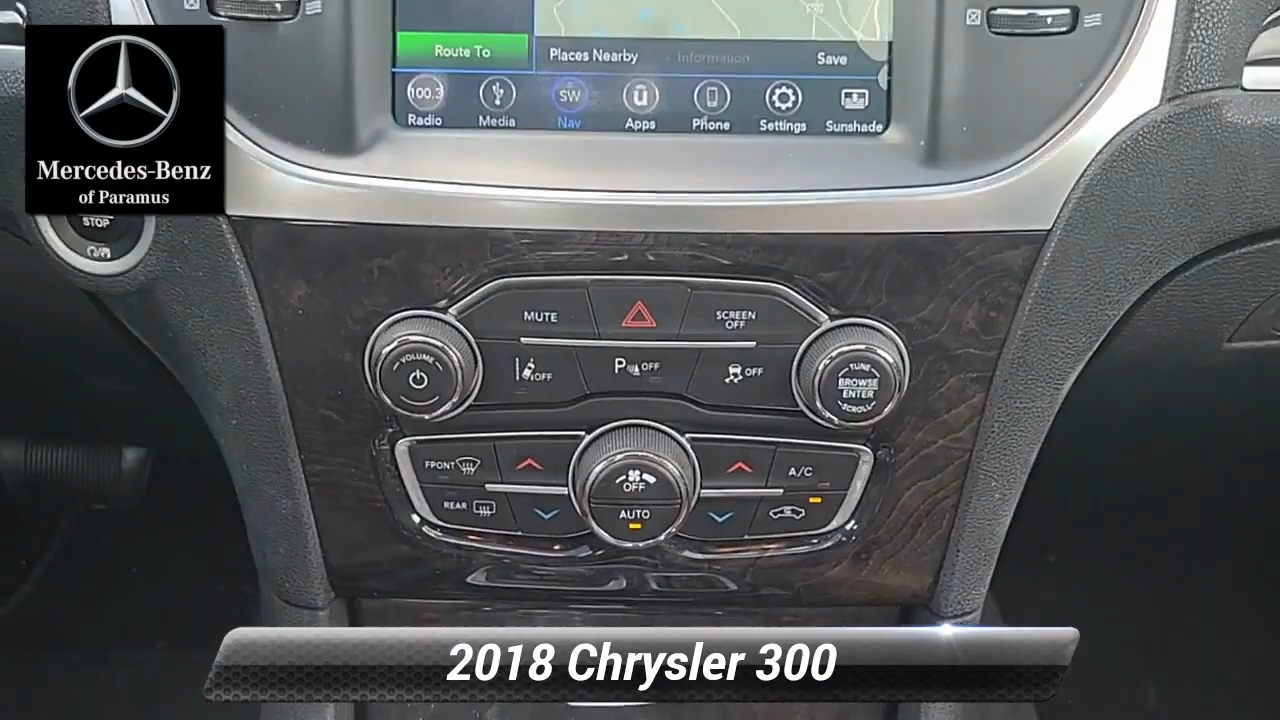 Route To
Places Nearby
Information
Save
100.3
SW
Radio
Media
Nav
Apps
Phone
Settings
Sunshade
Mercedes-Benz
of Paramus
STOP
MUTE
SCREEN
OFF
VOLUME
OFF
P OFF
OFF
TUNE
BROWSE
ENTER
SCROLL
FRONT
OFF
A/C
REAR
AUTO
2018 Chrysler 300